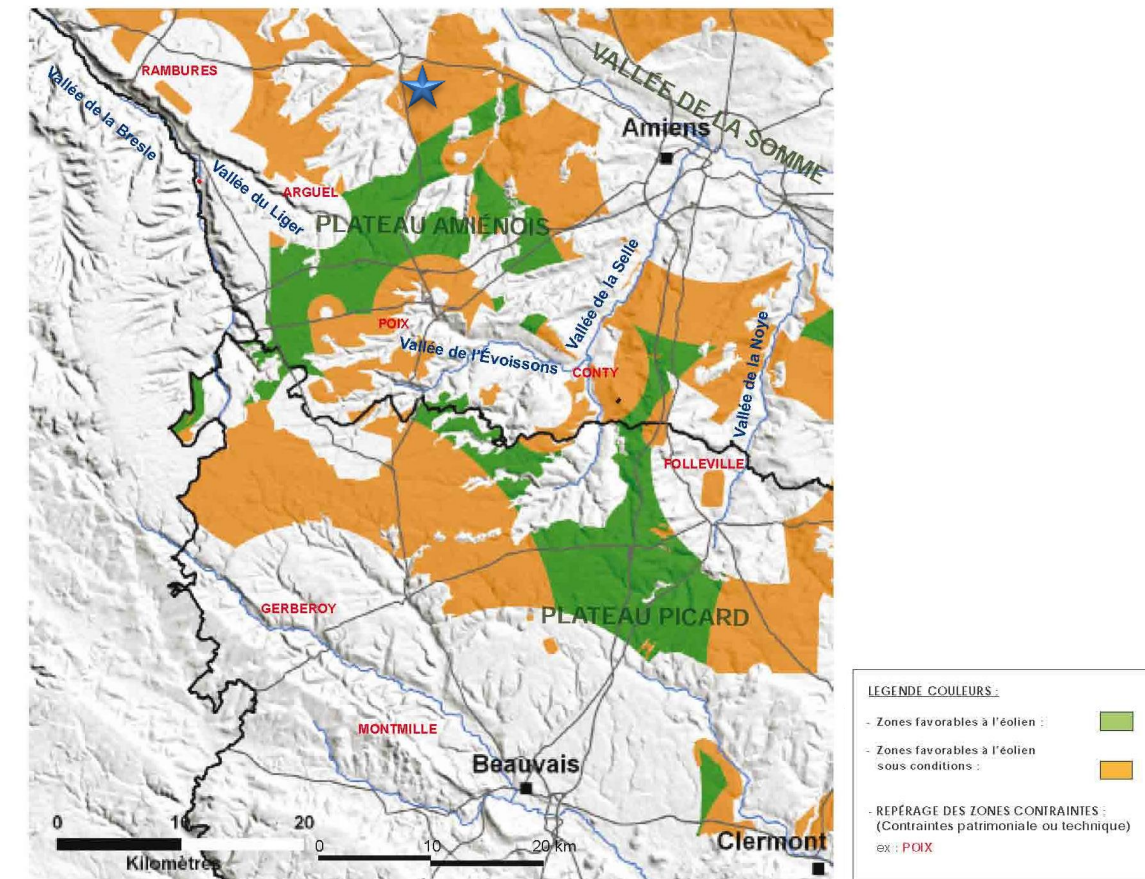 RAMBURES
VALLÉE DE LA SOMME
Vallée de la Bresle
Amiens
Vallée du Liger
ARGUEL
PLATEAU AMIÉNOIS
Vallée de la Selle
POIX
Vallée de l'Évoissons
CONTY
Vallée de la Noye
FOLLEVILLE
GERBEROY
PLATEAU PICARD
MONTMILLE
Beauvais
Clermont
0 10 20
Kilomètres
0 10 20 km
LEGENDE COULEURS :
- Zones favorables à l'éolien :
- Zones favorables à l'éolien
sous conditions :
- REPÉRAGE DES ZONES CONTRAINTES :
(Contraintes patrimoniale ou technique)
ex : POIX